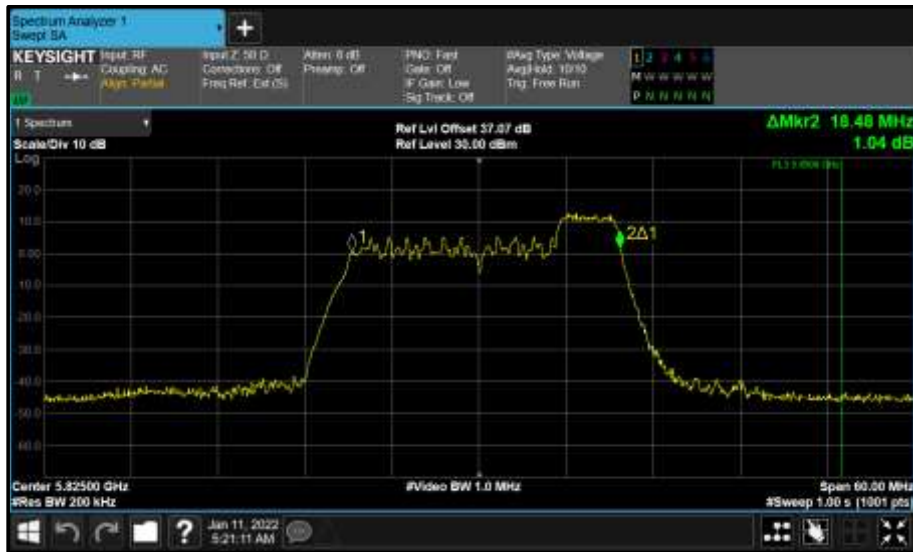 Spectrum Analyzer 1
Swept SA
+
KEYSIGHT
R T
Input: RF
Coupling: AC
Align: Partial
Input Z: 50 Ω
Corrections: Off
Freq Ref: Ext (S)
Atten: 6 dB
Preamp: Off
PNO: Fast
Gate: Off
IF Gain: Low
Sig Track: Off
#Avg Type: Voltage
Avg|Hold: 10/10
Trig: Free Run
1 2 3 4 5 6
M W W W W W
P N N N N N
1 Spectrum
Scale/Div 10 dB
Ref Lvl Offset 37.07 dB
Ref Level 30.00 dBm
ΔMkr2 18.48 MHz
1.04 dB
Log
20.0
10.0
0.00
-10.0
-20.0
-30.0
-40.0
-50.0
-60.0
1
2Δ1
Center 5.82500 GHz
#Res BW 200 kHz
#Video BW 1.0 MHz
Span 60.00 MHz
#Sweep 1.00 s (1001 pts)
?
Jan 11, 2022
5:21:11 AM